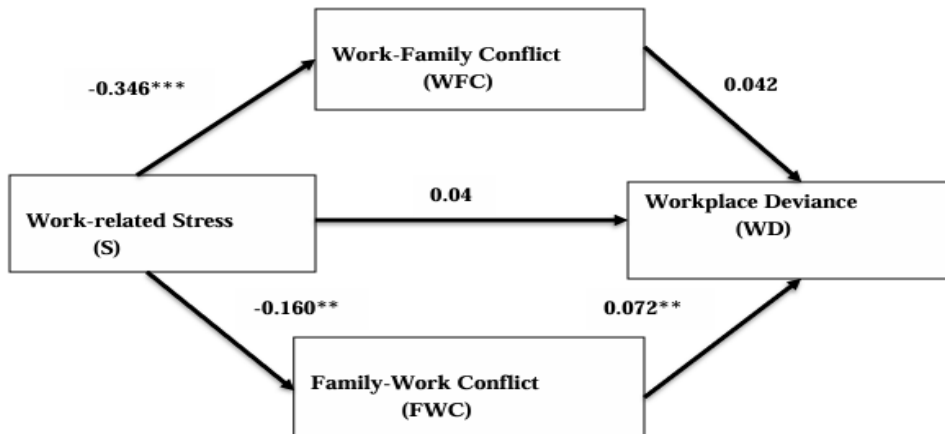 Work-Family Conflict
(WFC)
-0.346***
0.042
0.04
Work-related Stress
(S)
Workplace Deviance
(WD)
-0.160**
0.072**
Family-Work Conflict
(FWC)